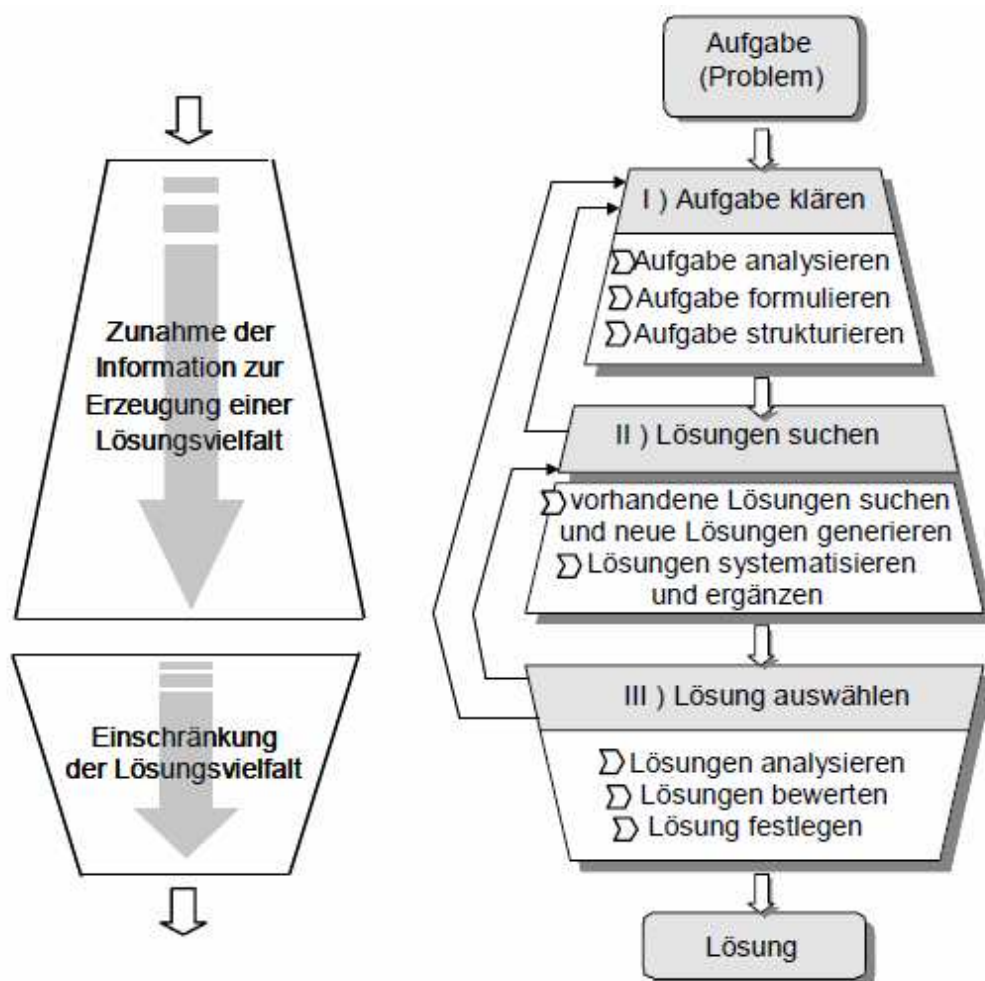 Zunahme der
Information zur
Erzeugung einer
Lösungsvielfalt
Einschränkung
der Lösungsvielfalt
Aufgabe
(Problem)
I ) Aufgabe klären
Aufgabe analysieren
Aufgabe formulieren
Aufgabe strukturieren
II ) Lösungen suchen
vorhandene Lösungen suchen
und neue Lösungen generieren
Lösungen systematisieren
und ergänzen
III ) Lösung auswählen
Lösungen analysieren
Lösungen bewerten
Lösung festlegen
Lösung